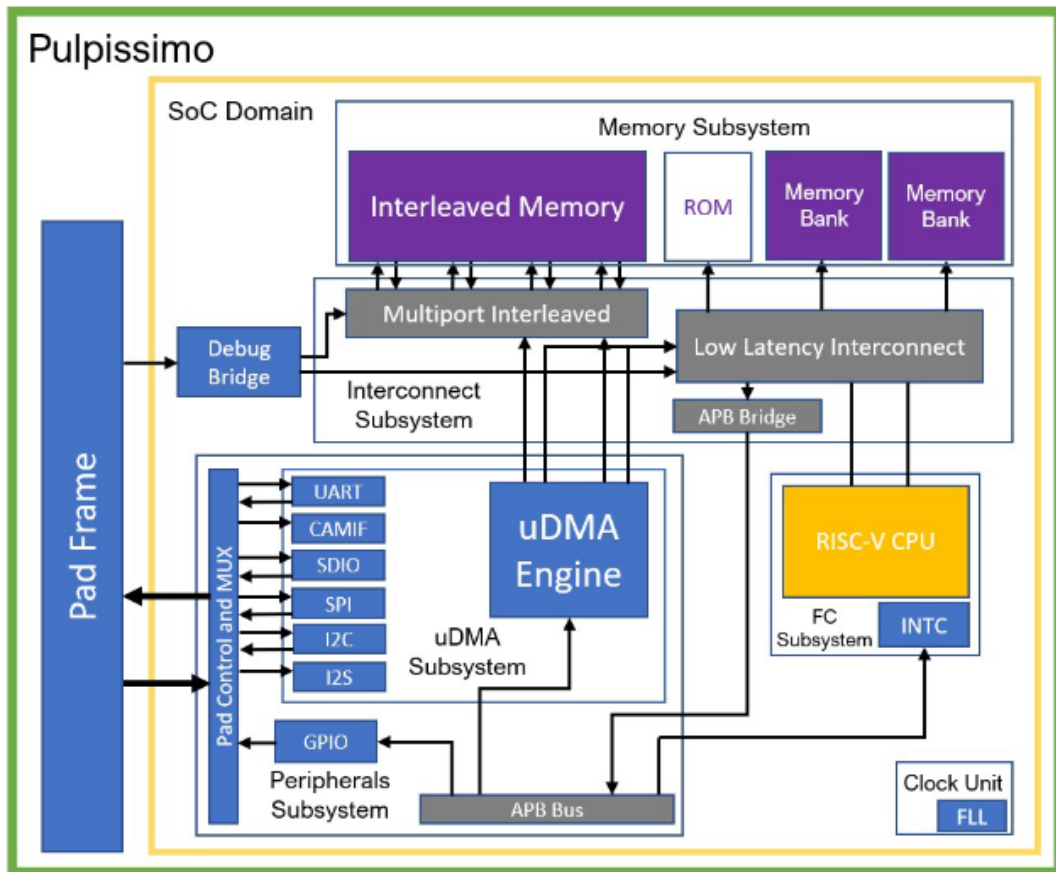 Pulpissimo
SoC Domain
Memory Subsystem
Interleaved Memory
ROM
Memory
Bank
Memory
Bank
Multiport Interleaved
Low Latency Interconnect
Debug
Bridge
Interconnect
Subsystem
APB Bridge
Pad Frame
Pad Control and MUX
UART
CAMIF
SDIO
SPI
I2C
I2S
uDMA
Engine
uDMA
Subsystem
RISC-V CPU
FC
Subsystem
INTC
GPIO
Peripherals
Subsystem
APB Bus
Clock Unit
FLL